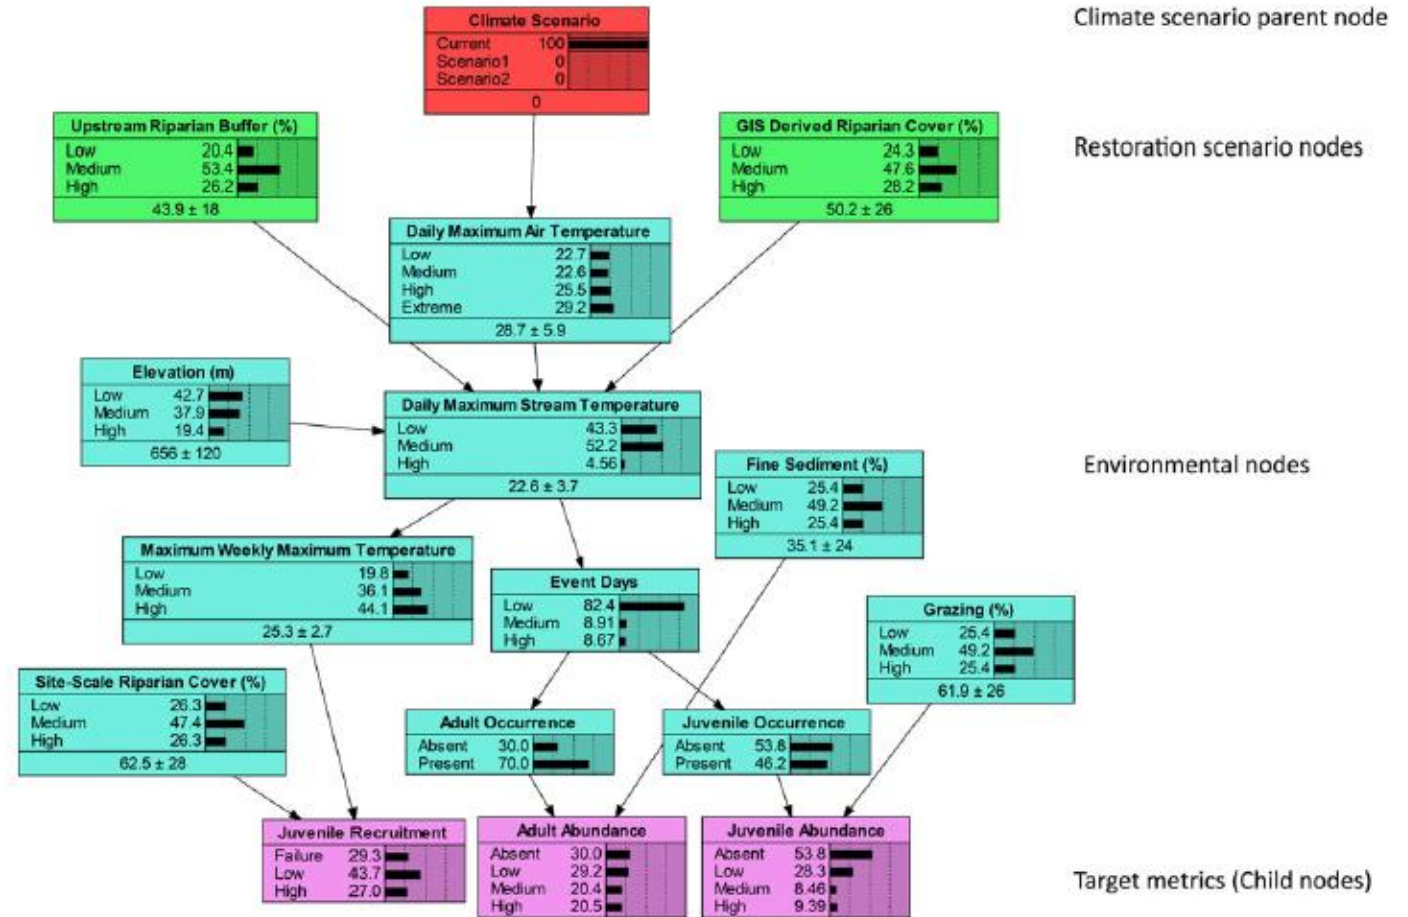 Climate scenario parent node
Climate Scenario
Current 100
Scenario1 0
Scenario2 0
0
Restoration scenario nodes
Upstream Riparian Buffer (%)
Low 20.4
Medium 53.4
High 26.2
43.9 ± 18
GIS Derived Riparian Cover (%)
Low 24.3
Medium 47.6
High 28.2
50.2 ± 26
Daily Maximum Air Temperature
Low 22.7
Medium 22.6
High 25.5
Extreme 29.2
28.7 ± 5.9
Elevation (m)
Low 42.7
Medium 37.9
High 19.4
656 ± 120
Daily Maximum Stream Temperature
Low 43.3
Medium 52.2
High 4.56
22.6 ± 3.7
Environmental nodes
Fine Sediment (%)
Low 25.4
Medium 49.2
High 25.4
35.1 ± 24
Maximum Weekly Maximum Temperature
Low 19.8
Medium 36.1
High 44.1
25.3 ± 2.7
Event Days
Low 82.4
Medium 8.91
High 8.67
Grazing (%)
Low 25.4
Medium 49.2
High 25.4
61.9 ± 26
Site-Scale Riparian Cover (%)
Low 26.3
Medium 47.4
High 26.3
62.5 ± 28
Adult Occurrence
Absent 30.0
Present 70.0
Juvenile Occurrence
Absent 53.8
Present 46.2
Juvenile Recruitment
Failure 29.3
Low 43.7
High 27.0
Adult Abundance
Absent 30.0
Low 29.2
Medium 20.4
High 20.5
Juvenile Abundance
Absent 53.8
Low 28.3
Medium 8.46
High 9.39
Target metrics (Child nodes)